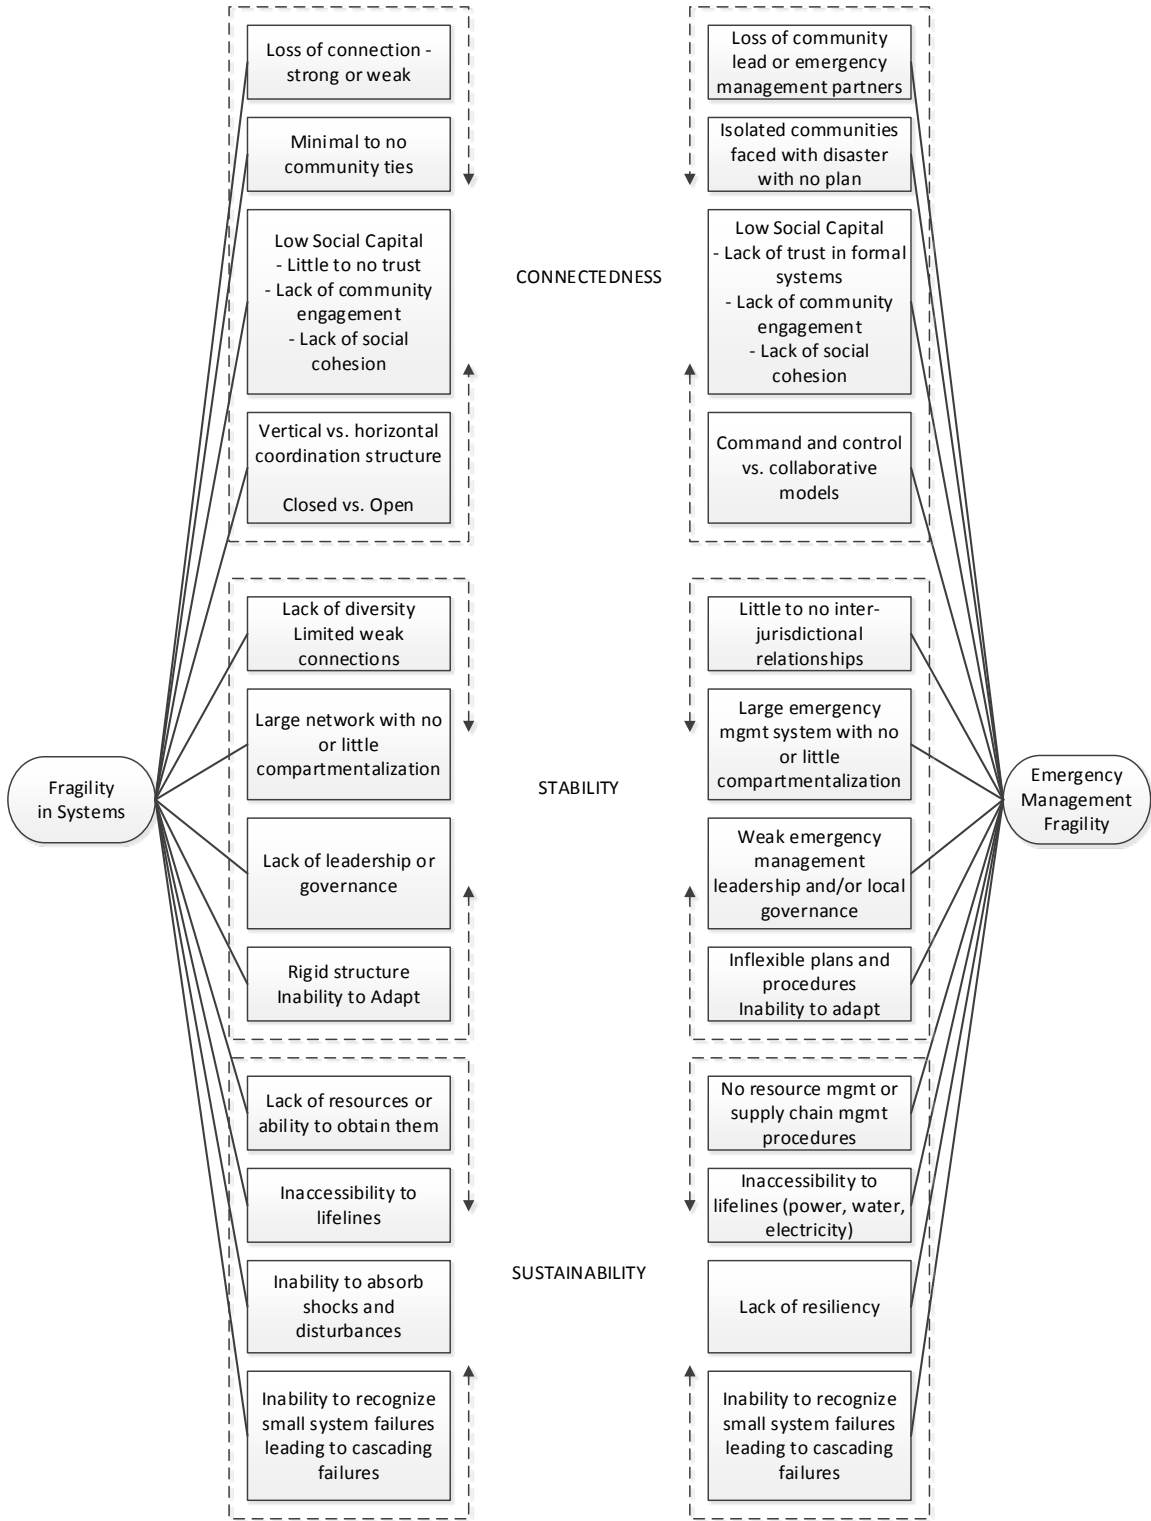 Loss of connection -
strong or weak
Minimal to no
community ties
Low Social Capital
- Little to no trust
- Lack of community
engagement
- Lack of social
cohesion
Vertical vs. horizontal
coordination structure
Closed vs. Open
CONNECTEDNESS
Loss of community
lead or emergency
management partners
Isolated communities
faced with disaster
with no plan
Low Social Capital
- Lack of trust in formal
systems
- Lack of community
engagement
- Lack of social
cohesion
Command and control
vs. collaborative
models
Fragility
in Systems
Lack of diversity
Limited weak
connections
Large network with no
or little
compartmentalization
Lack of leadership or
governance
Rigid structure
Inability to Adapt
STABILITY
Little to no inter-
jurisdictional
relationships
Large emergency
mgmt system with no
or little
compartmentalization
Weak emergency
management
leadership and/or local
governance
Inflexible plans and
procedures
Inability to adapt
Emergency
Management
Fragility
Lack of resources or
ability to obtain them
Inaccessibility to
lifelines
Inability to absorb
shocks and
disturbances
Inability to recognize
small system failures
leading to cascading
failures
SUSTAINABILITY
No resource mgmt or
supply chain mgmt
procedures
Inaccessibility to
lifelines (power, water,
electricity)
Lack of resiliency
Inability to recognize
small system failures
leading to cascading
failures